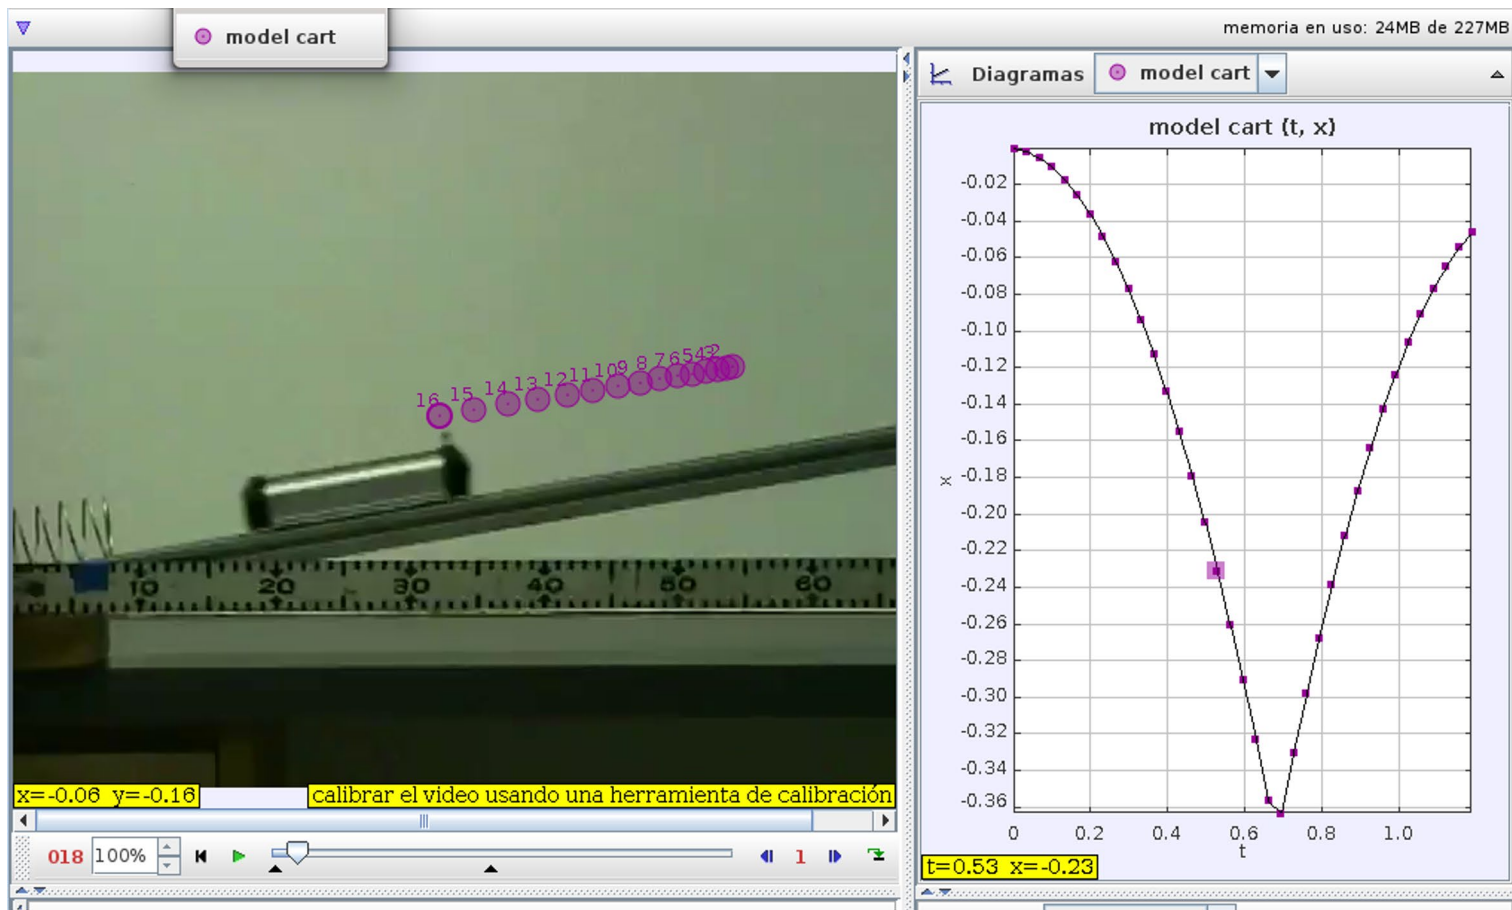 model cart
memoria en uso: 24MB de 227MB
Diagramas model cart
model cart (t, x)
-0.02
-0.04
-0.06
-0.08
-0.10
-0.12
-0.14
-0.16
-0.18
-0.20
-0.22
-0.24
-0.26
-0.28
-0.30
-0.32
-0.34
-0.36
x
0 0.2 0.4 0.6 0.8 1.0
t
t=0.53 x=-0.23
16 15 14 13 12 11 10 9 8 7 6 5 4 3 2
10 20 30 40 50 60
x=-0.06 y=-0.16
calibrar el video usando una herramienta de calibración
018 100% 1